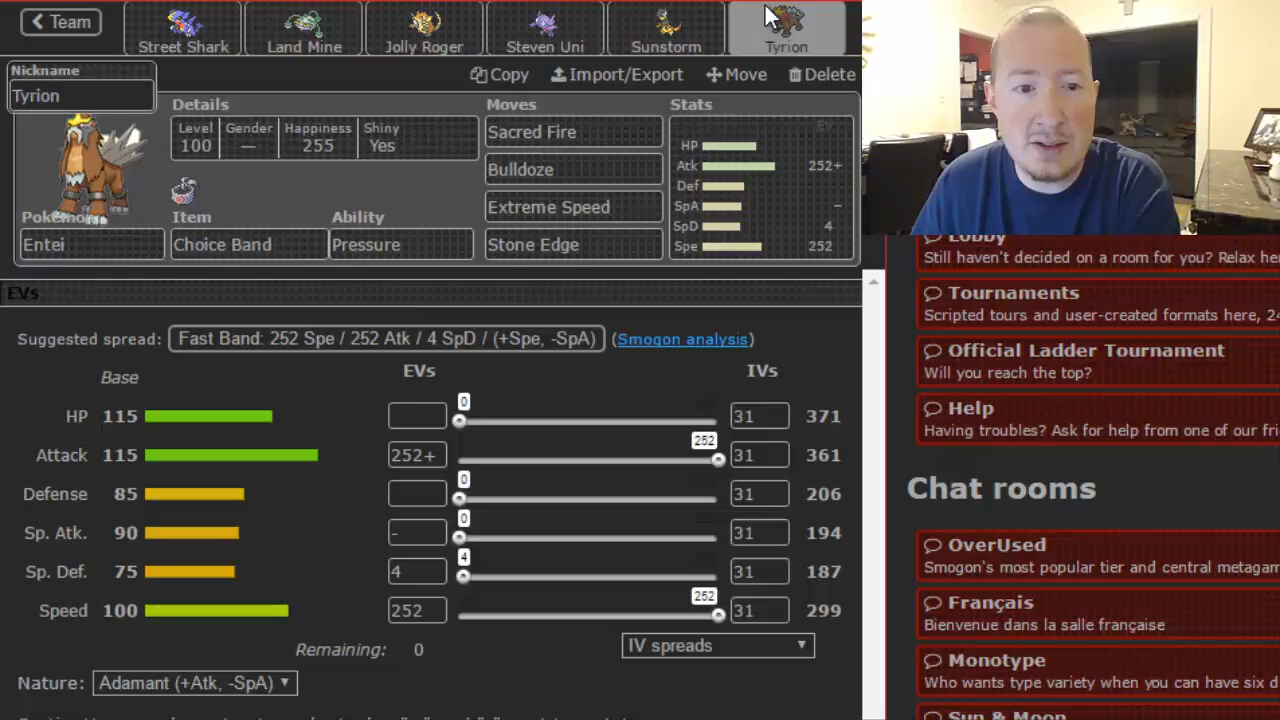 Team
Street Shark
Land Mine
Jolly Roger
Steven Uni
Sunstorm
Tyrion
Copy
Import/Export
Move
Delete
Nickname
Tyrion
Details
Level
100
Gender
—
Happiness
255
Shiny
Yes
Pokémon
Entei
Item
Choice Band
Ability
Pressure
Moves
Sacred Fire
Bulldoze
Extreme Speed
Stone Edge
Stats
EV
HP
Atk 252+
Def
SpA –
SpD 4
Spe 252
EVs
Suggested spread: Fast Band: 252 Spe / 252 Atk / 4 SpD / (+Spe, -SpA) (Smogon analysis)
Base EVs IVs
HP 115 0 31 371
Attack 115 252+ 252 31 361
Defense 85 0 31 206
Sp. Atk. 90 - 0 31 194
Sp. Def. 75 4 4 31 187
Speed 100 252 252 31 299
Remaining: 0
IV spreads
Nature: Adamant (+Atk, -SpA)
Lobby
Still haven't decided on a room for you? Relax he
Tournaments
Scripted tours and user-created formats here, 24
Official Ladder Tournament
Will you reach the top?
Help
Having troubles? Ask for help from one of our fri
Chat rooms
OverUsed
Smogon's most popular tier and central metagam
Français
Bienvenue dans la salle française
Monotype
Who wants type variety when you can have six d
Sun & Moon